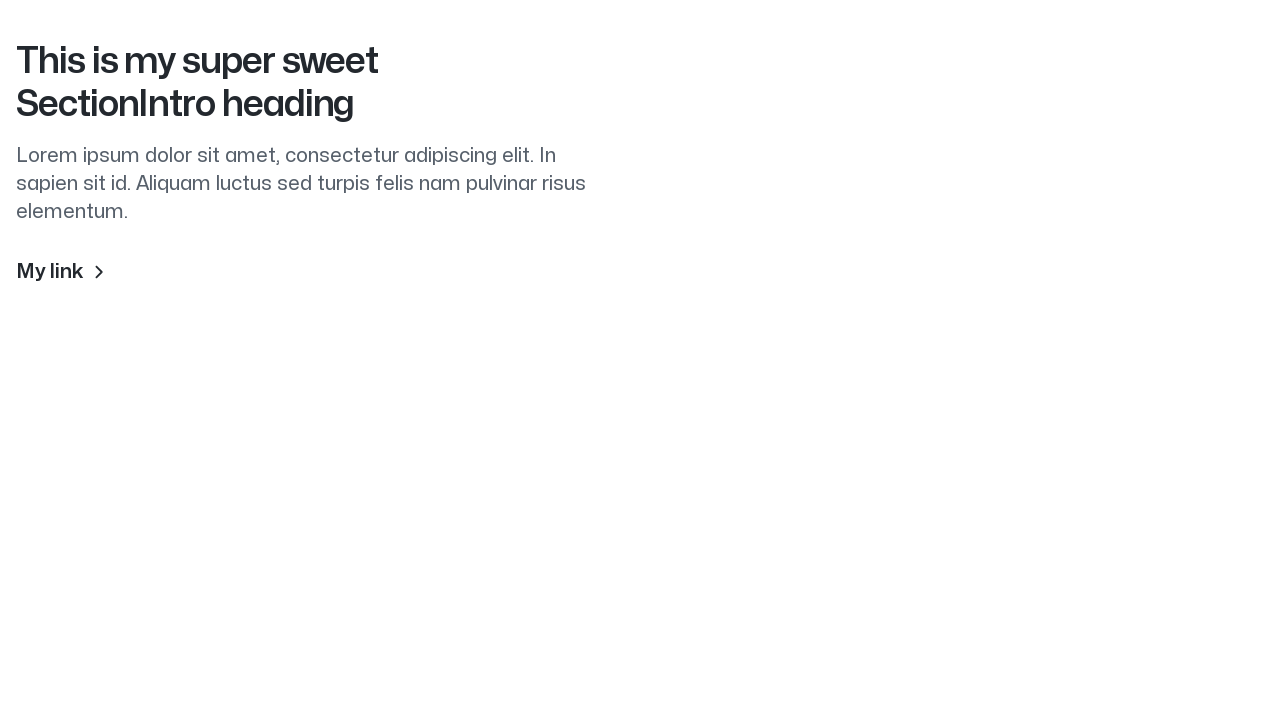 This is my super sweet
SectionIntro heading
Lorem ipsum dolor sit amet, consectetur adipiscing elit. In
sapien sit id. Aliquam luctus sed turpis felis nam pulvinar risus
elementum.
My link